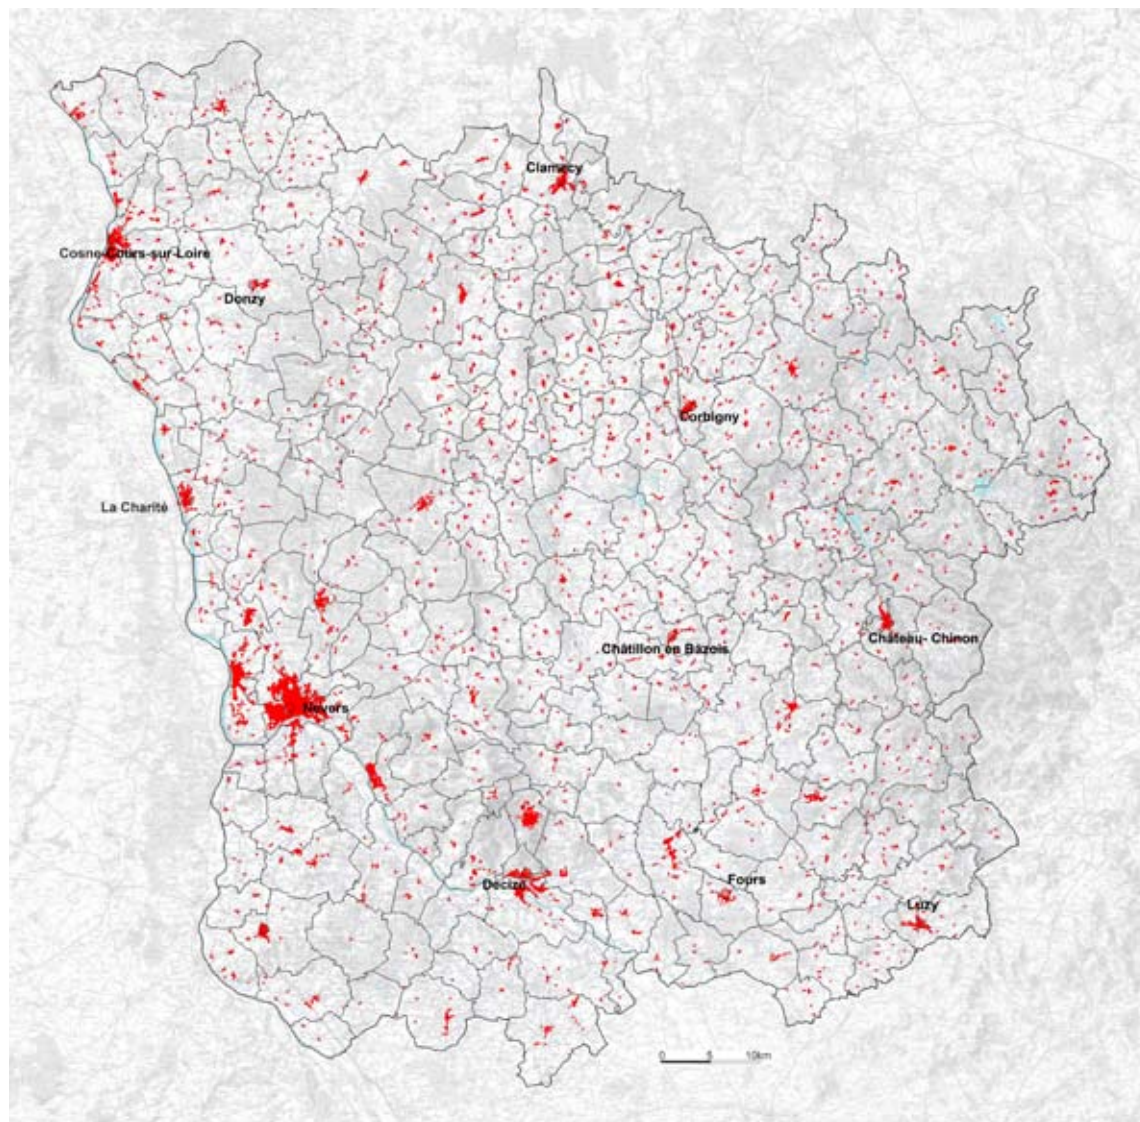 Clamecy
Cosne-Cours-sur-Loire
Donzy
Corbigny
La Charité
Château- Chinon
Châtillon en Bazois
Nevers
Fours
Decize
Luzy
0 5 10km